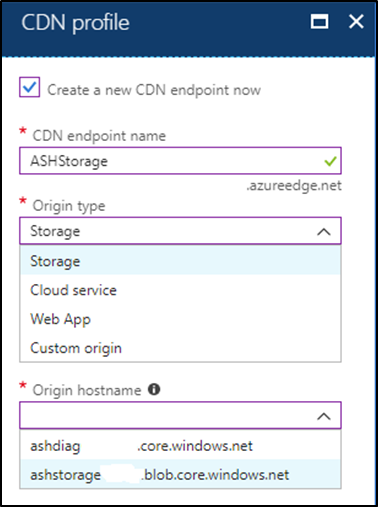 CDN profile
Create a new CDN endpoint now
* CDN endpoint name
ASHStorage
.azureedge.net
* Origin type
Storage
Storage
Cloud service
Web App
Custom origin
* Origin hostname
ashdiag .core.windows.net
ashstorage .blob.core.windows.net